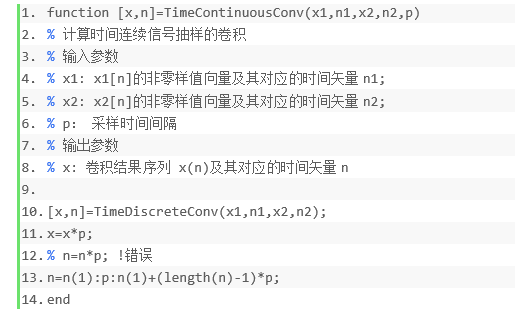 1. function [x,n]=TimeContinuousConv(x1,n1,x2,n2,p)
2. % 计算时间连续信号抽样的卷积
3. % 输入参数
4. % x1: x1[n]的非零样值向量及其对应的时间矢量 n1;
5. % x2: x2[n]的非零样值向量及其对应的时间矢量 n2;
6. % p： 采样时间间隔
7. % 输出参数
8. % x: 卷积结果序列 x(n)及其对应的时间矢量 n
9.
10. [x,n]=TimeDiscreteConv(x1,n1,x2,n2);
11. x=x*p;
12. % n=n*p; !错误
13. n=n(1):p:n(1)+(length(n)-1)*p;
14. end